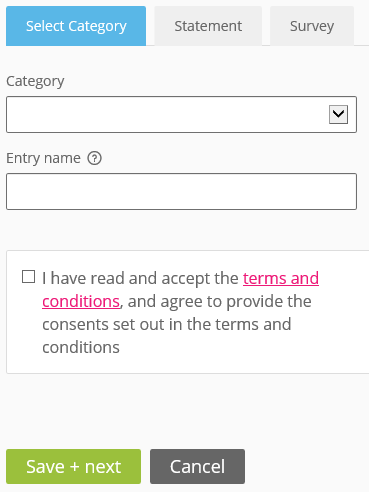 Select Category Statement Survey
Category
Entry name ?
I have read and accept the terms and
conditions, and agree to provide the
consents set out in the terms and
conditions
Save + next Cancel